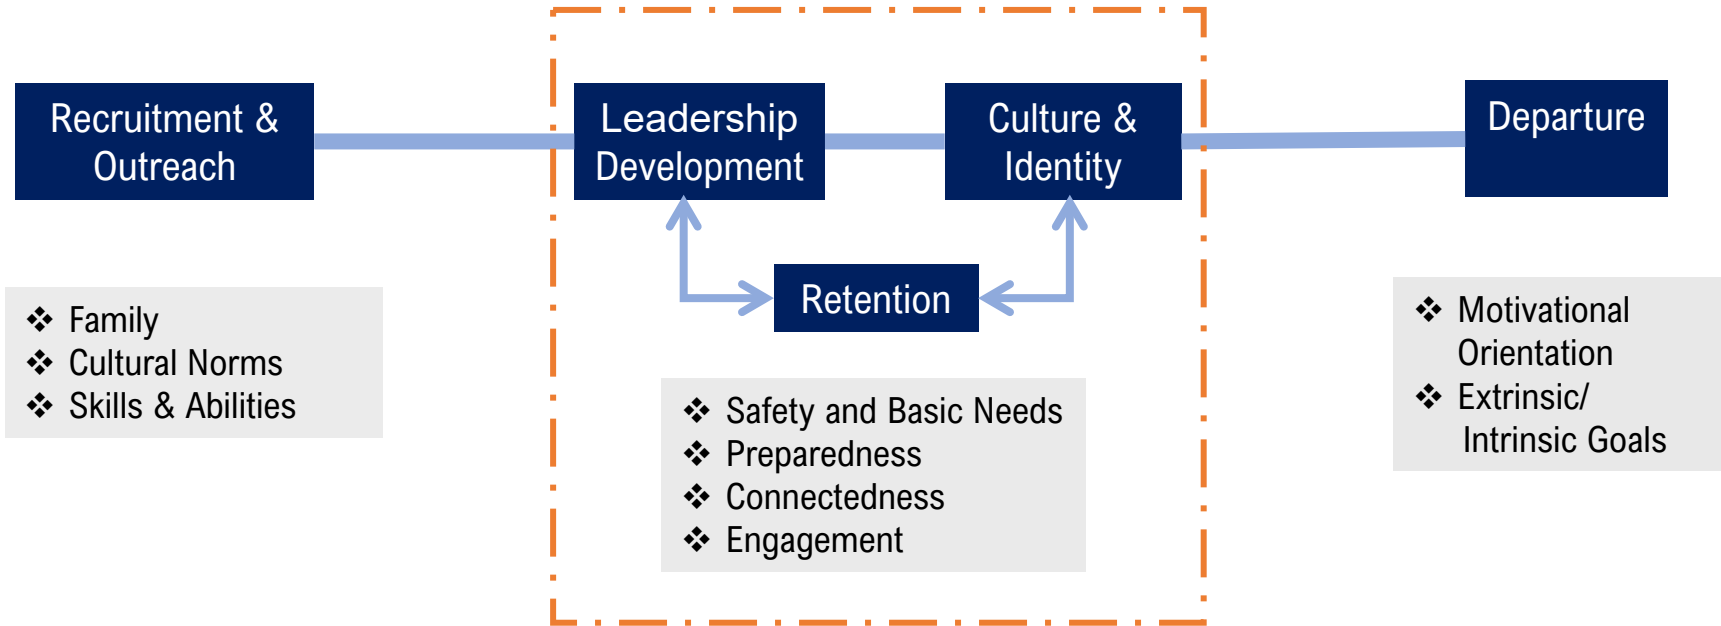 Recruitment &
Outreach
Leadership
Development
Culture &
Identity
Departure
Retention
❖ Family
❖ Cultural Norms
❖ Skills & Abilities
❖ Safety and Basic Needs
❖ Preparedness
❖ Connectedness
❖ Engagement
❖ Motivational
Orientation
❖ Extrinsic/
Intrinsic Goals